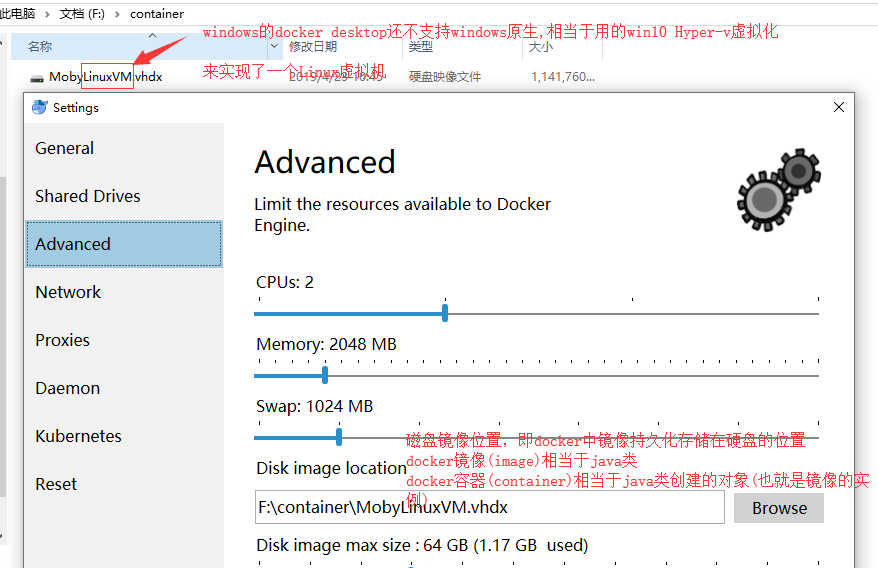 此电脑 > 文档 (F:) > container
windows的docker desktop还不支持windows原生,相当于用的win10 Hyper-v虚拟化
名称 修改日期 类型 大小
来实现了一个Linux虚拟机
MobyLinuxVM.vhdx 2019/4/29 10:45 硬盘映像文件 1,141,760...
Settings
General
Shared Drives
Advanced
Network
Proxies
Daemon
Kubernetes
Reset
Advanced
Limit the resources available to Docker
Engine.
CPUs: 2
Memory: 2048 MB
Swap: 1024 MB
磁盘镜像位置，即docker中镜像持久化存储在硬盘的位置
docker镜像(image)相当于java类
Disk image location
docker容器(container)相当于java类创建的对象(也就是镜像的实
例)
F:\container\MobyLinuxVM.vhdx
Browse
Disk image max size : 64 GB (1.17 GB used)